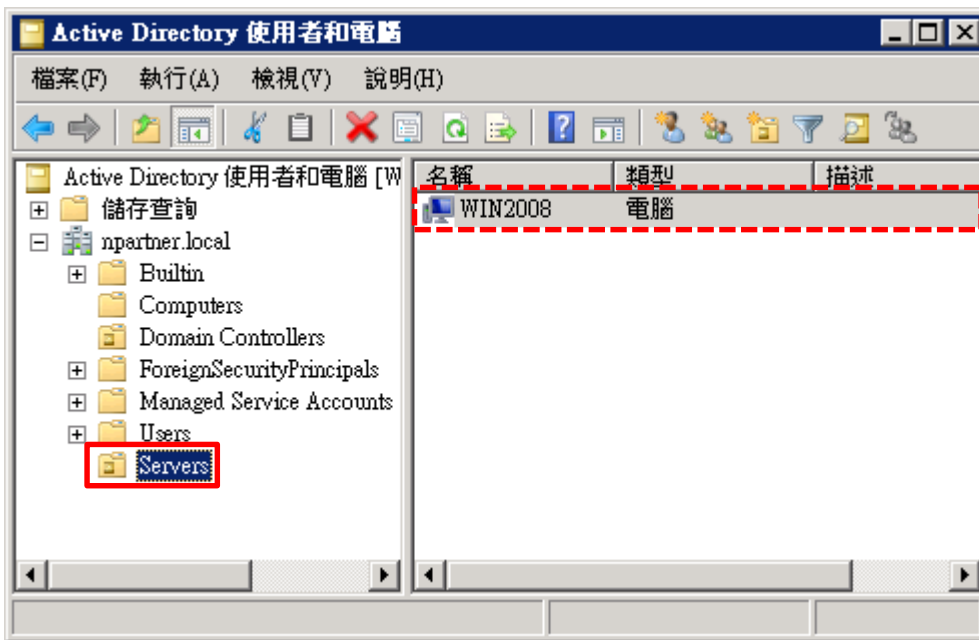 Active Directory 使用者和電腦
檔案(F) 執行(A) 檢視(V) 說明(H)
Active Directory 使用者和電腦 [W
儲存查詢
npartner.local
Builtin
Computers
Domain Controllers
ForeignSecurityPrincipals
Managed Service Accounts
Users
Servers
名稱 類型 描述
WIN2008 電腦